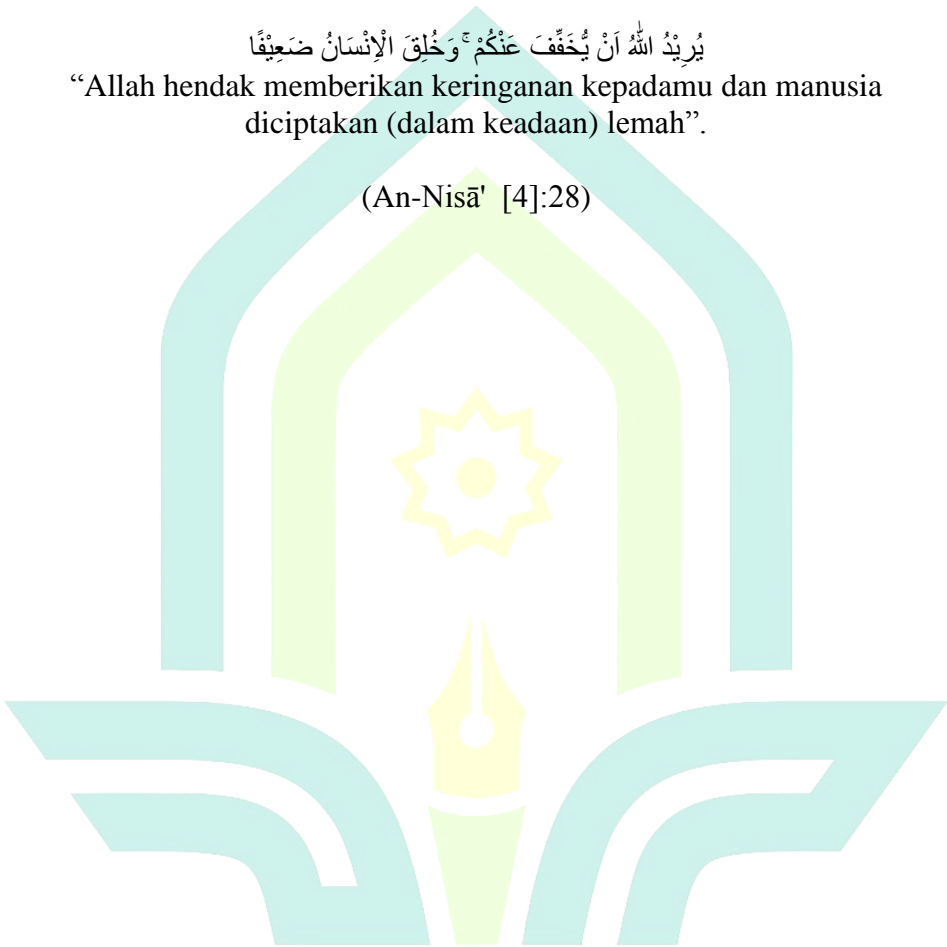 يُرِيْدُ اللّٰهُ اَنْ يُّخَفِّفَ عَنْكُمْ ۚ وَخُلِقَ الْاِنْسَانُ ضَعِيْفًا
“Allah hendak memberikan keringanan kepadamu dan manusia
diciptakan (dalam keadaan) lemah”.
(An-Nisā' [4]:28)